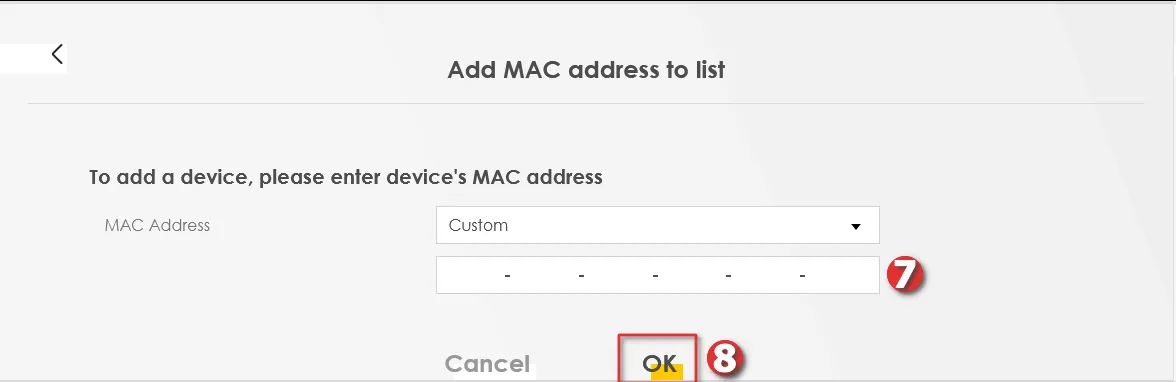 Add MAC address to list
To add a device, please enter device's MAC address
MAC Address
Custom
- - - - -
7
Cancel
OK
8